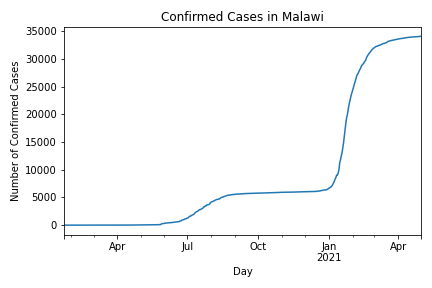 Confirmed Cases in Malawi
Number of Confirmed Cases
35000
30000
25000
20000
15000
10000
5000
0
Apr Jul Oct Jan Apr
2021
Day